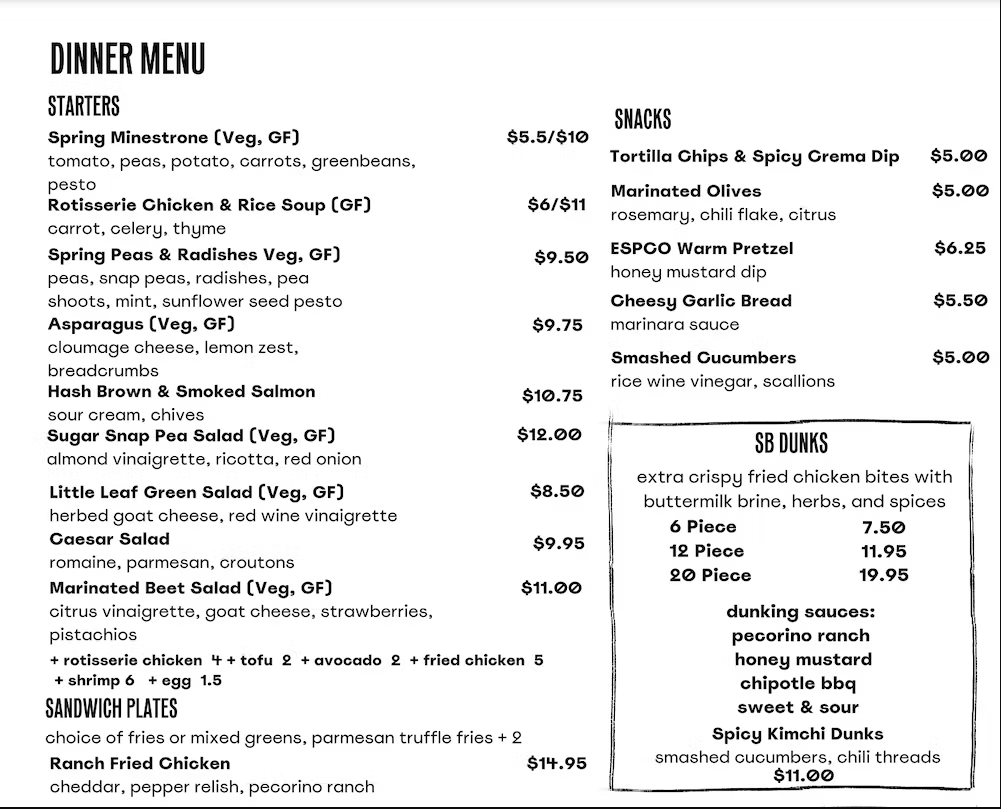 DINNER MENU
STARTERS
Spring Minestrone (Veg, GF) $5.5/$10
tomato, peas, potato, carrots, greenbeans,
pesto
Rotisserie Chicken & Rice Soup (GF) $6/$11
carrot, celery, thyme
Spring Peas & Radishes Veg, GF) $9.50
peas, snap peas, radishes, pea
shoots, mint, sunflower seed pesto
Asparagus (Veg, GF) $9.75
cloumage cheese, lemon zest,
breadcrumbs
Hash Brown & Smoked Salmon $10.75
sour cream, chives
Sugar Snap Pea Salad (Veg, GF) $12.00
almond vinaigrette, ricotta, red onion
Little Leaf Green Salad (Veg, GF) $8.50
herbed goat cheese, red wine vinaigrette
Caesar Salad $9.95
romaine, parmesan, croutons
Marinated Beet Salad (Veg, GF) $11.00
citrus vinaigrette, goat cheese, strawberries,
pistachios
+ rotisserie chicken 4 + tofu 2 + avocado 2 + fried chicken 5
+ shrimp 6 + egg 1.5
SANDWICH PLATES
choice of fries or mixed greens, parmesan truffle fries + 2
Ranch Fried Chicken $14.95
cheddar, pepper relish, pecorino ranch
SNACKS
Tortilla Chips & Spicy Crema Dip $5.00
Marinated Olives $5.00
rosemary, chili flake, citrus
ESPCO Warm Pretzel $6.25
honey mustard dip
Cheesy Garlic Bread $5.50
marinara sauce
Smashed Cucumbers $5.00
rice wine vinegar, scallions
SB DUNKS
extra crispy fried chicken bites with
buttermilk brine, herbs, and spices
6 Piece 7.50
12 Piece 11.95
20 Piece 19.95
dunking sauces:
pecorino ranch
honey mustard
chipotle bbq
sweet & sour
Spicy Kimchi Dunks
smashed cucumbers, chili threads
$11.00